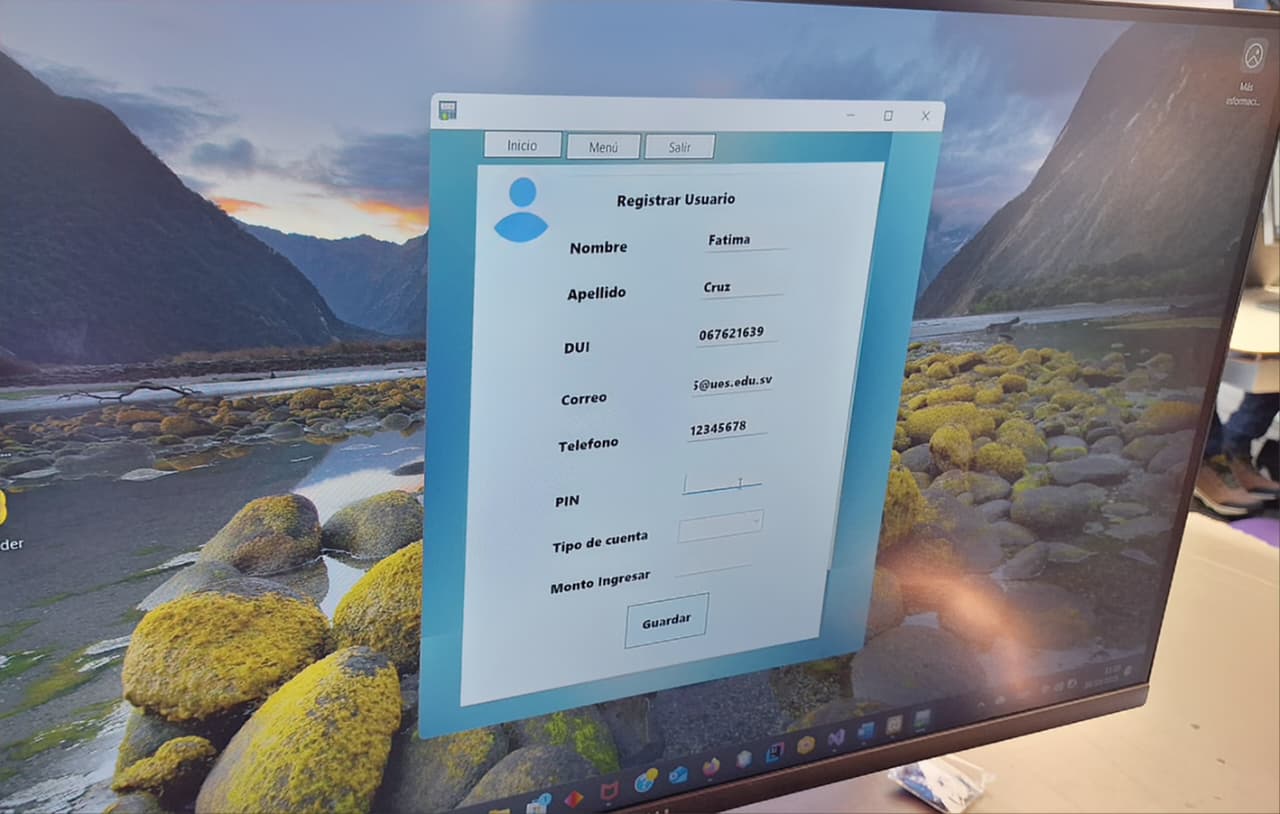 Más
informaci...
Inicio Menú Salir
Registrar Usuario
Nombre Fatima
Apellido Cruz
DUI 067621639
Correo 5@ues.edu.sv
Telefono 12345678
PIN
Tipo de cuenta
Monto Ingresar
Guardar
der